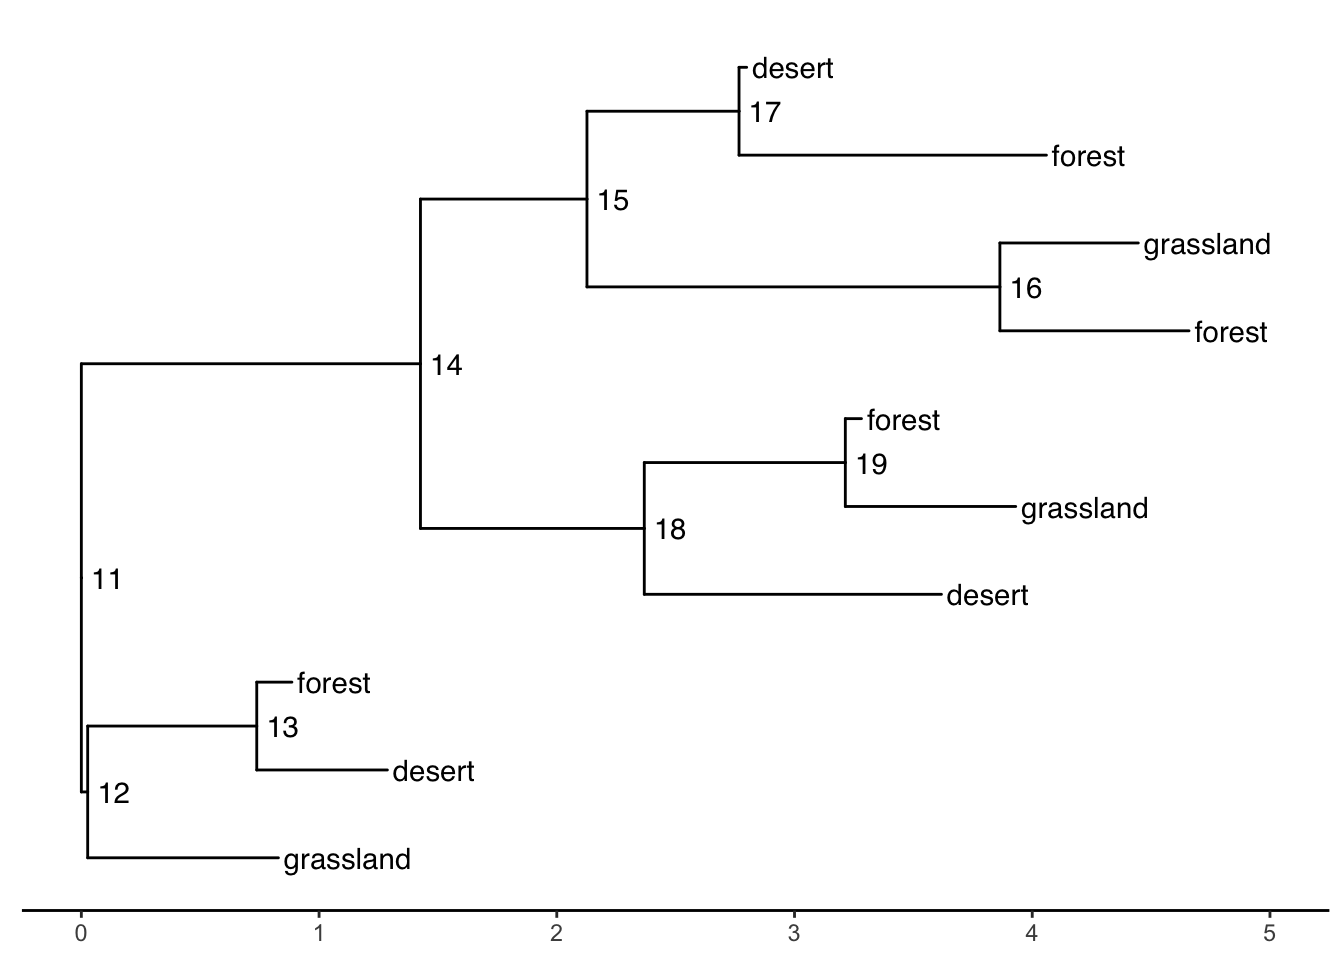 desert
17
forest
15
grassland
16
forest
14
forest
19
grassland
18
11
desert
forest
13
desert
12
grassland
0 1 2 3 4 5